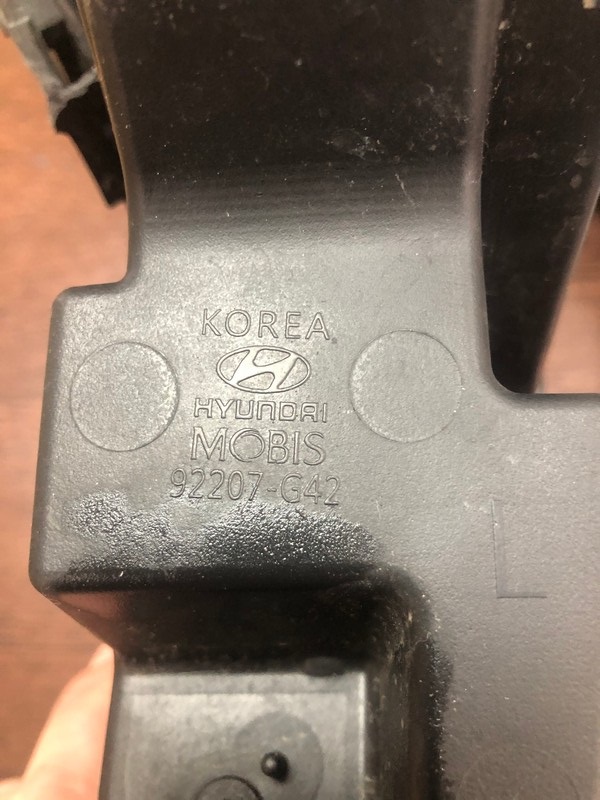 KOREA
HYUNDAI
MOBIS
92207-G42
L